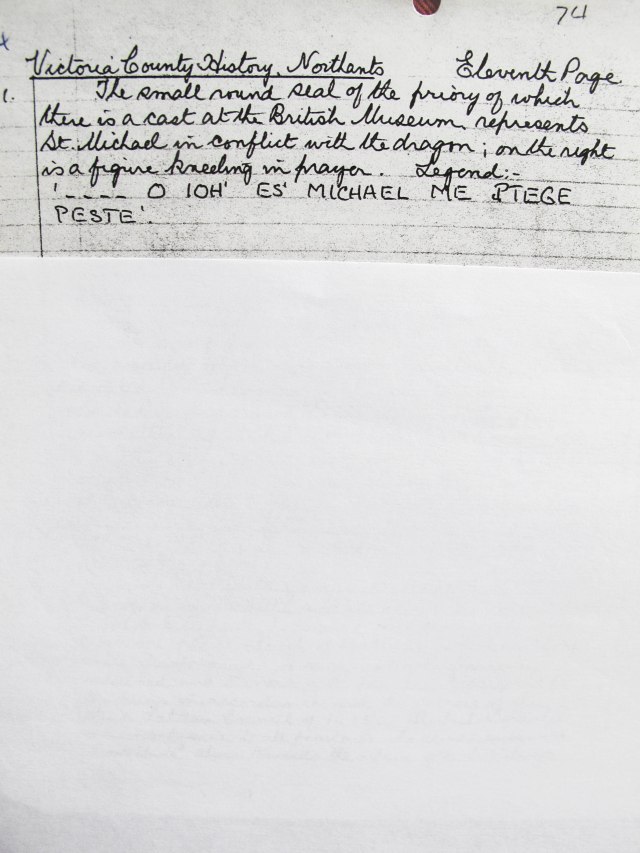 74
Victoria County History. Northants Eleventh Page
1. The small round seal of the priory of which
there is a cast at the British Museum, represents
St. Michael in conflict with the dragon; on the right
is a figure kneeling in prayer. Legend:-
'---- O IOH' ES' MICHAEL ME PTEGE
PESTE'.